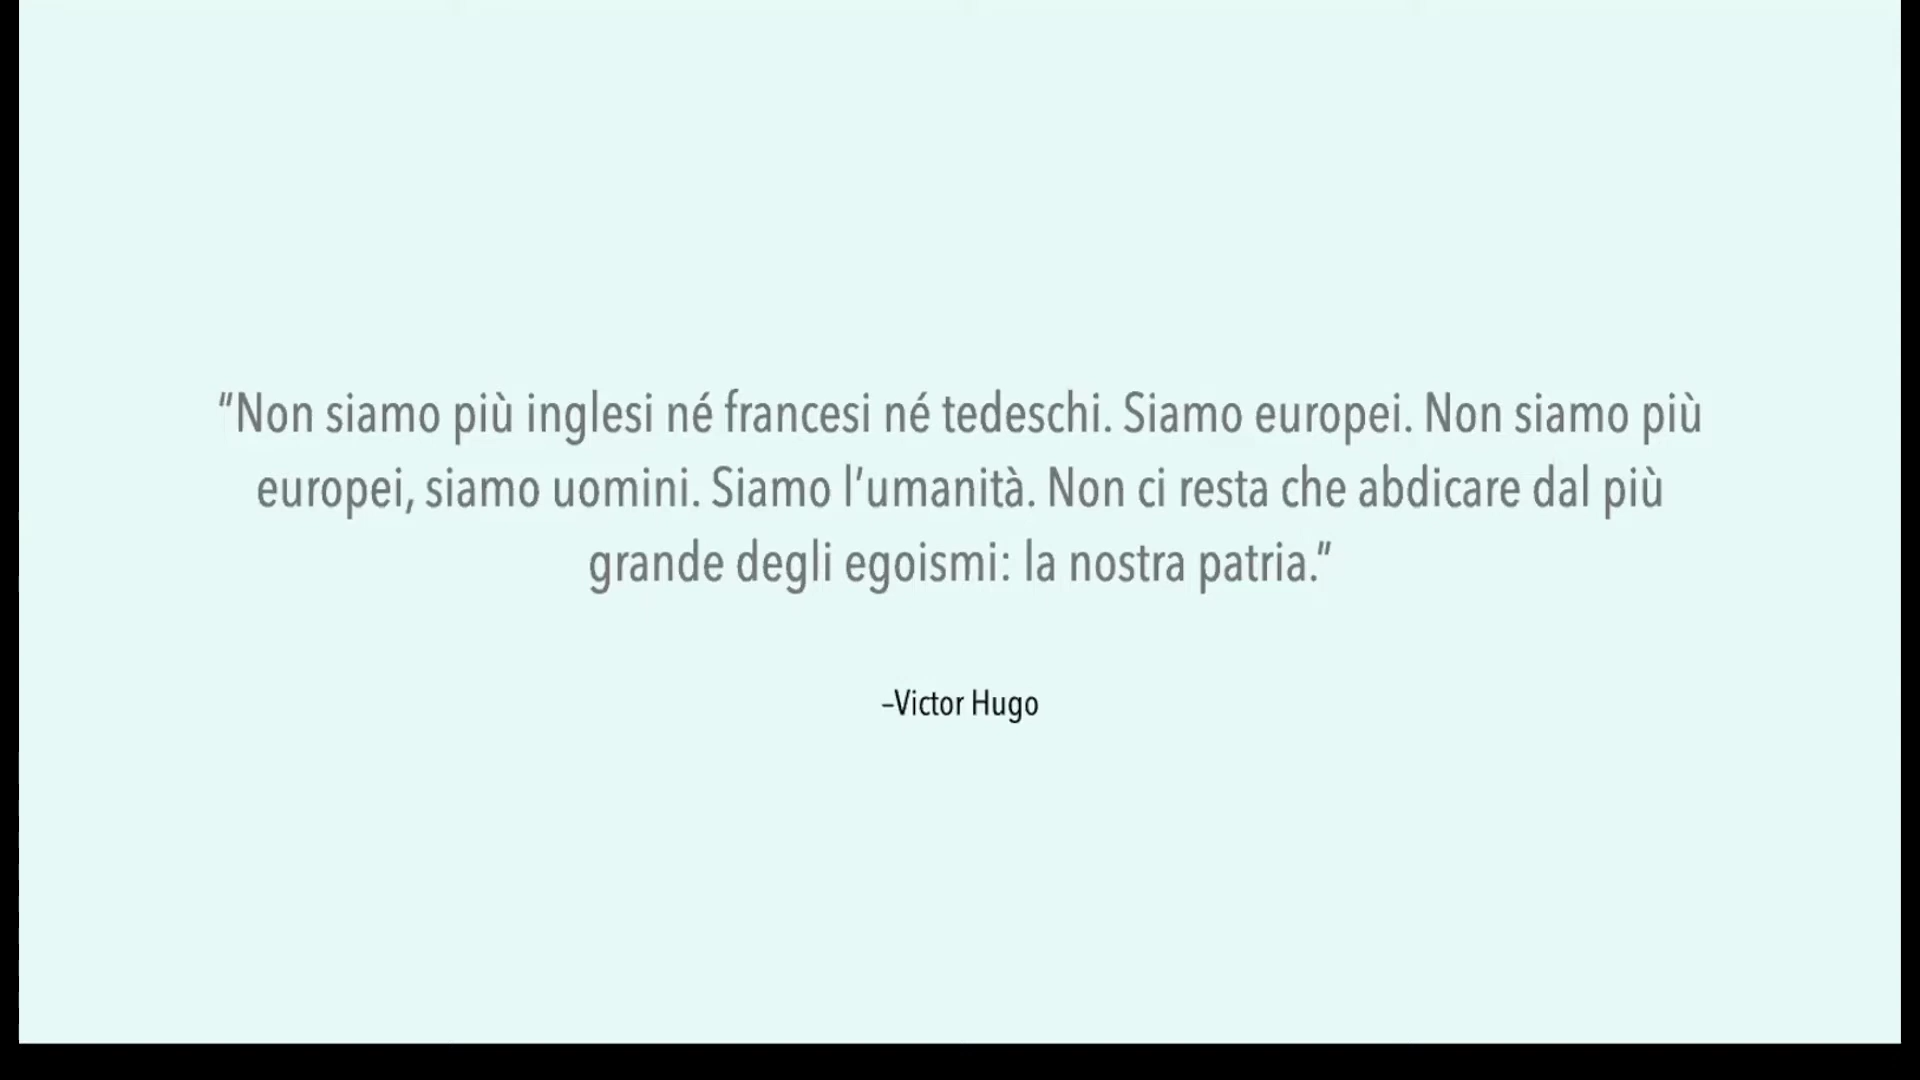 “Non siamo più inglesi né francesi né tedeschi. Siamo europei. Non siamo più
europei, siamo uomini. Siamo l’umanità. Non ci resta che abdicare dal più
grande degli egoismi: la nostra patria.”
–Victor Hugo